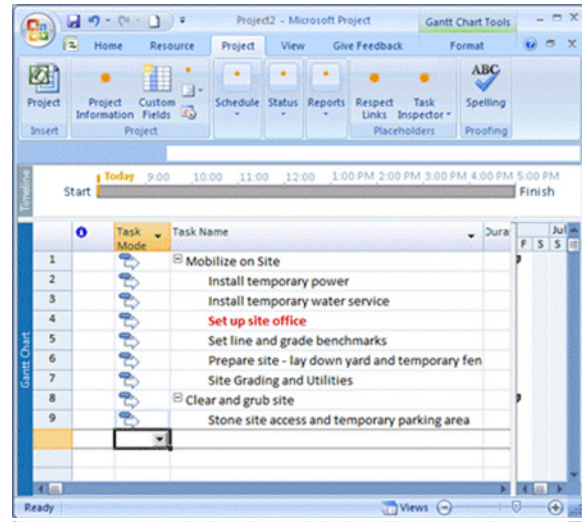 Project2 - Microsoft Project Gantt Chart Tools
Home Resource Project View Give Feedback Format
Project Project Information Custom Fields Schedule Status Reports Respect Links Task Inspector ABC Spelling
Insert Project Placeholders Proofing
Timeline
Today 9:00 10:00 11:00 12:00 1:00 PM 2:00 PM 3:00 PM 4:00 PM 5:00 PM
Start Finish
Gantt Chart
Task Mode Task Name Dura Jul
F S S
1 Mobilize on Site
2 Install temporary power
3 Install temporary water service
4 Set up site office
5 Set line and grade benchmarks
6 Prepare site - lay down yard and temporary fen
7 Site Grading and Utilities
8 Clear and grub site
9 Stone site access and temporary parking area
Ready Views